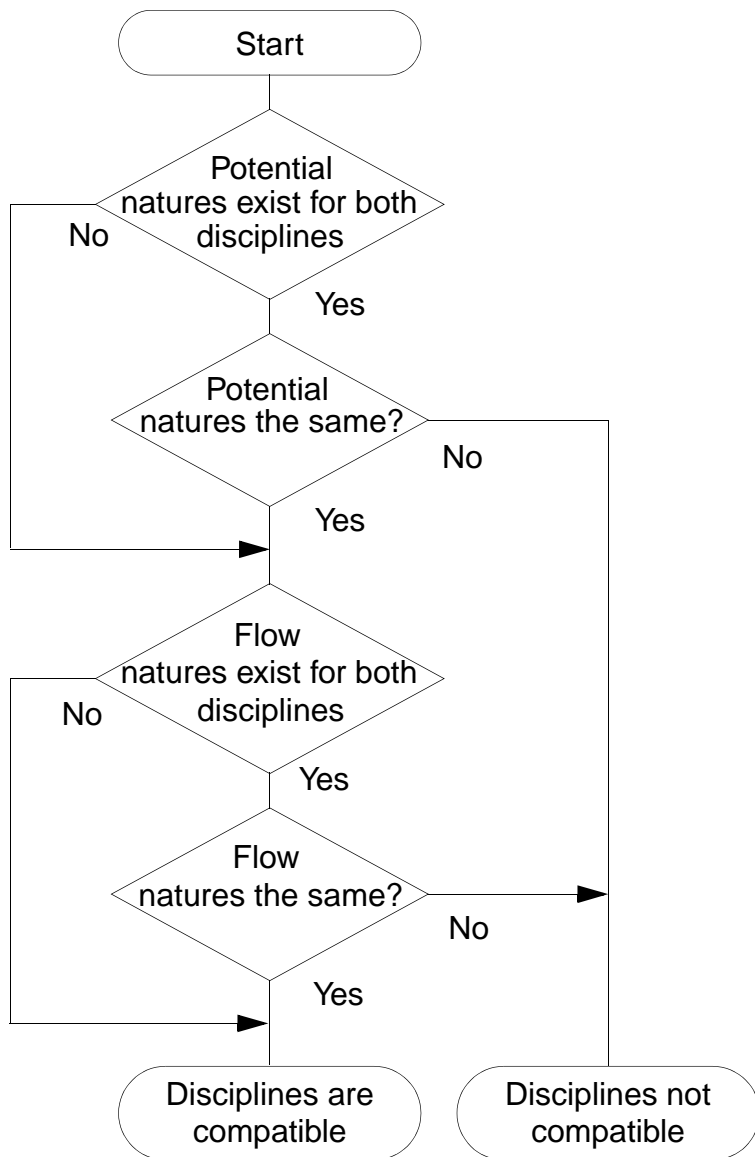 Start
Potential
natures exist for both
disciplines
No
Yes
Potential
natures the same?
No
Yes
Flow
natures exist for both
disciplines
No
Yes
Flow
natures the same?
No
Yes
Disciplines are
compatible
Disciplines not
compatible